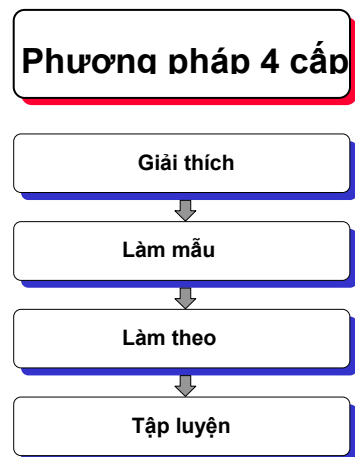 Phương pháp 4 cấp
Giải thích
Làm mẫu
Làm theo
Tập luyện